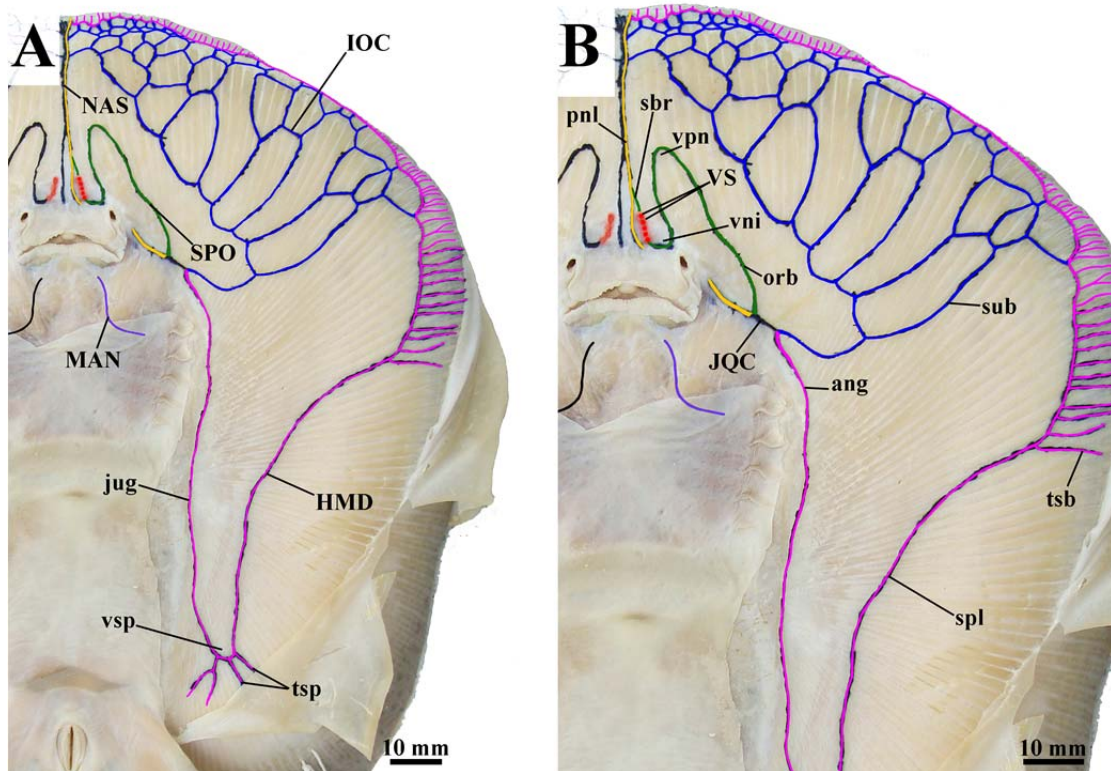 A
IOC
NAS
SPO
MAN
jug
HMD
vsp
tsp
10 mm
B
pnl
sbr
vpn
VS
vni
orb
sub
JQC
ang
tsb
spl
10 mm